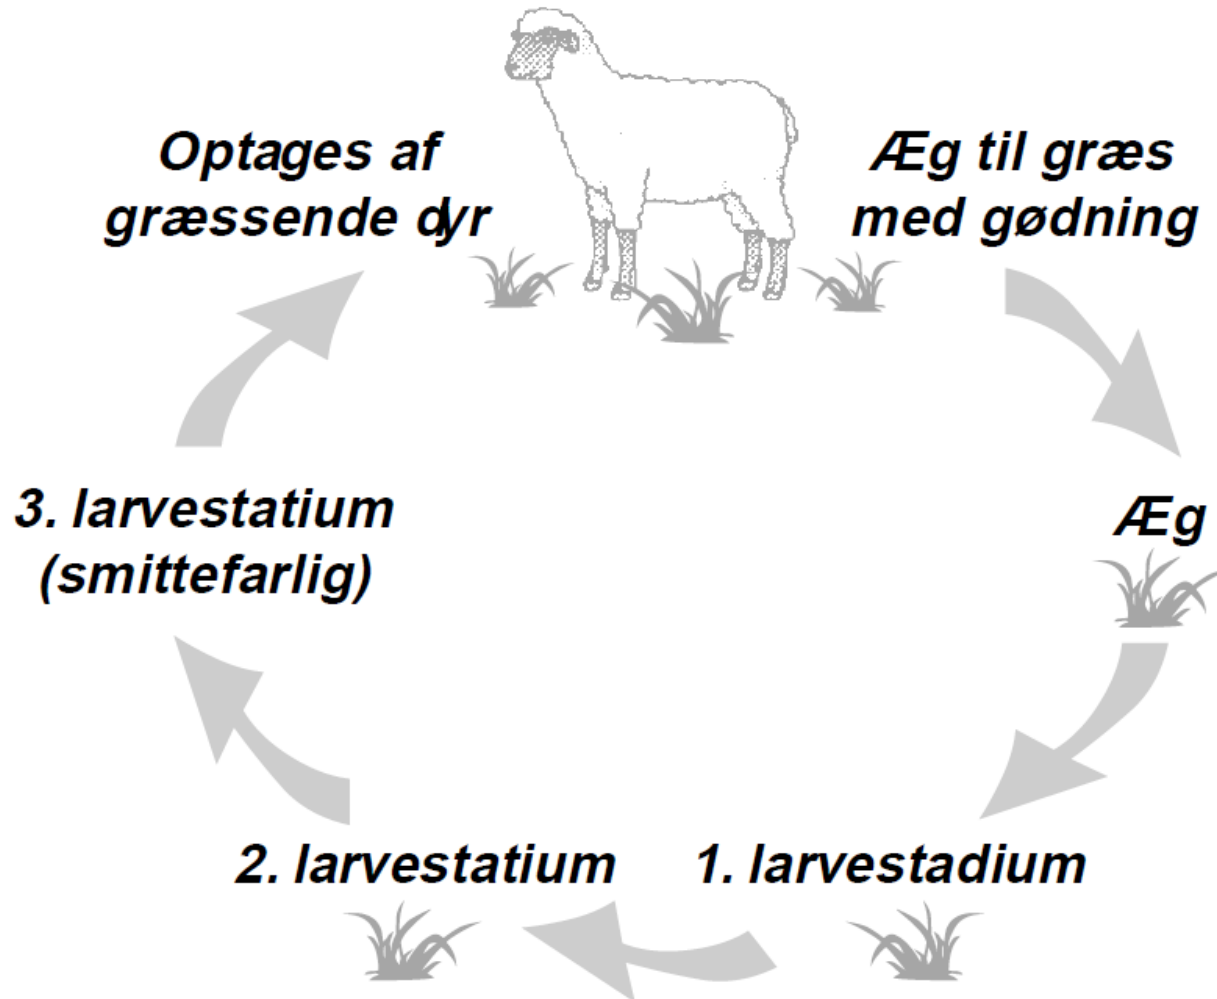 Optages af
græssende dyr
Æg til græs
med gødning
Æg
1. larvestadium
2. larvestatium
3. larvestatium
(smittefarlig)